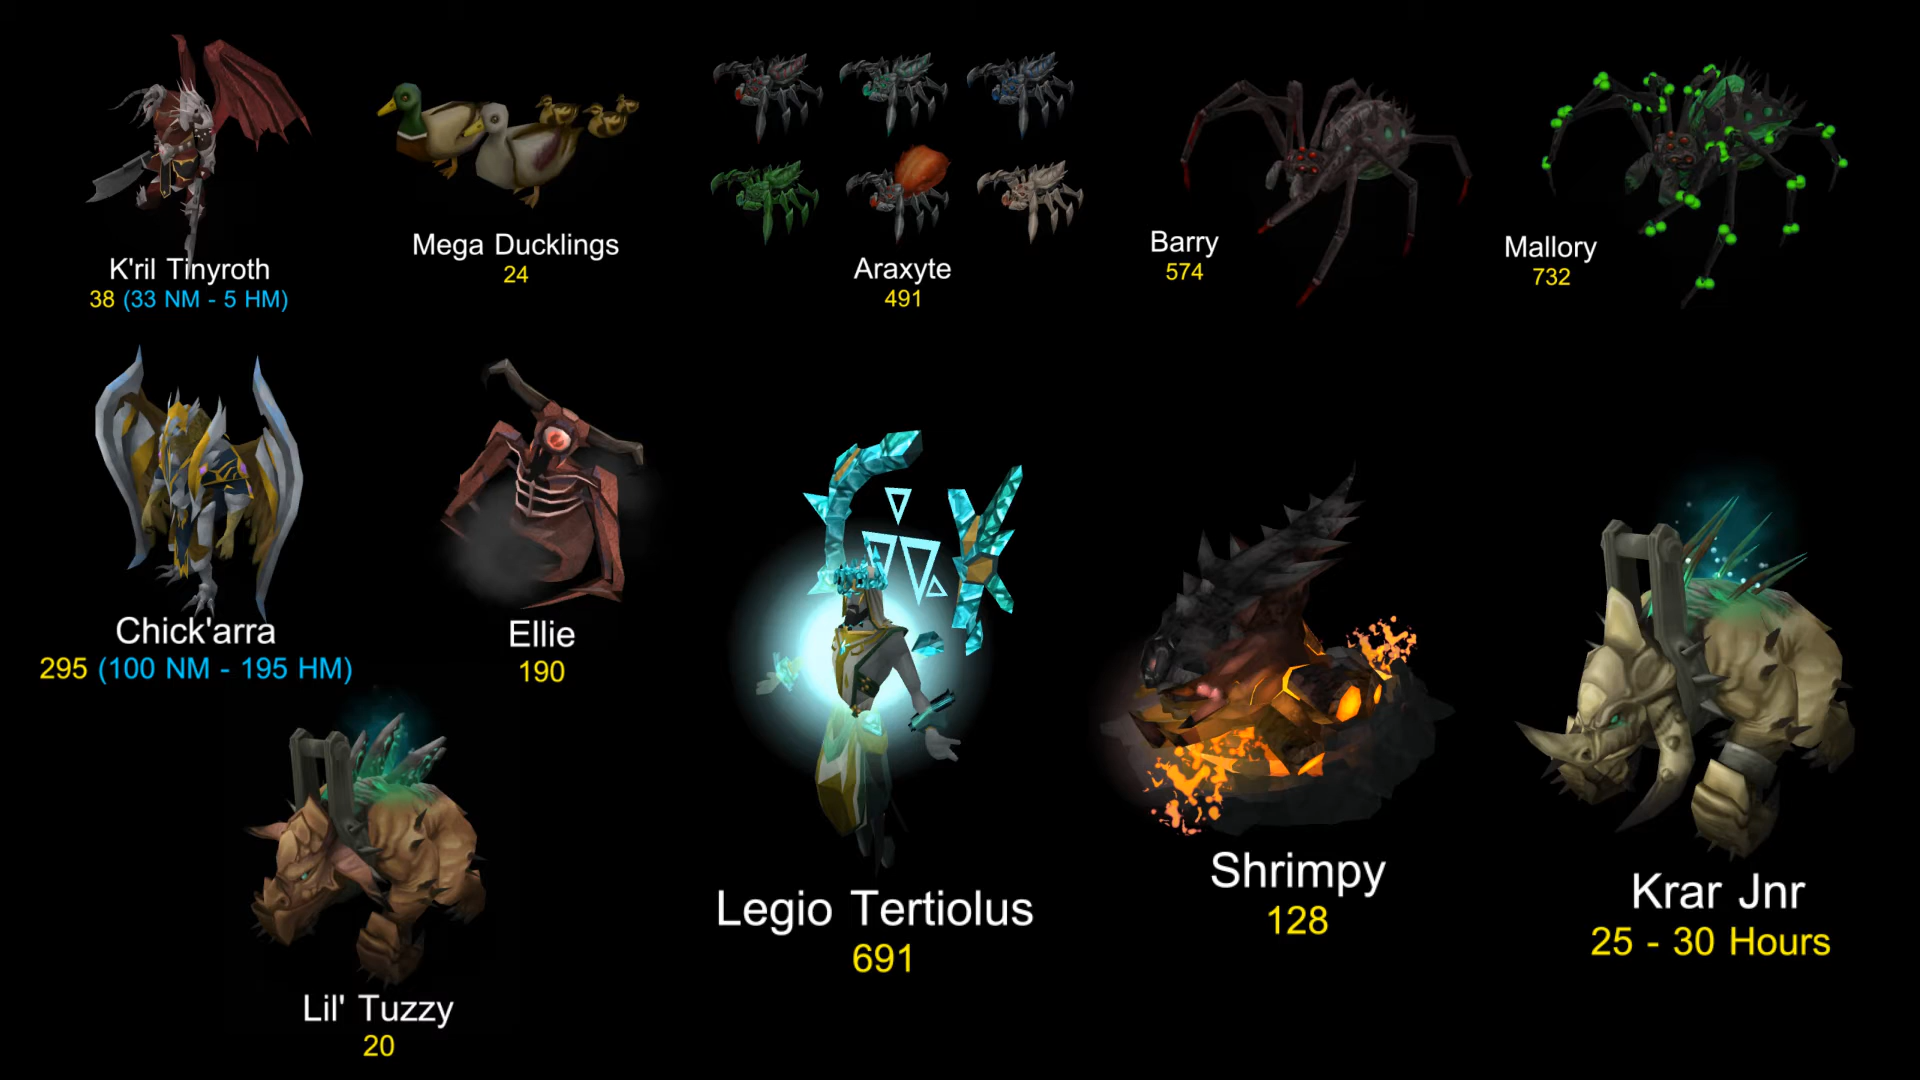 K'ril Tinyroth
38 (33 NM - 5 HM)
Mega Ducklings
24
Araxyte
491
Barry
574
Mallory
732
Chick'arra
295 (100 NM - 195 HM)
Ellie
190
Legio Tertiolus
691
Shrimpy
128
Krar Jnr
25 - 30 Hours
Lil' Tuzzy
20